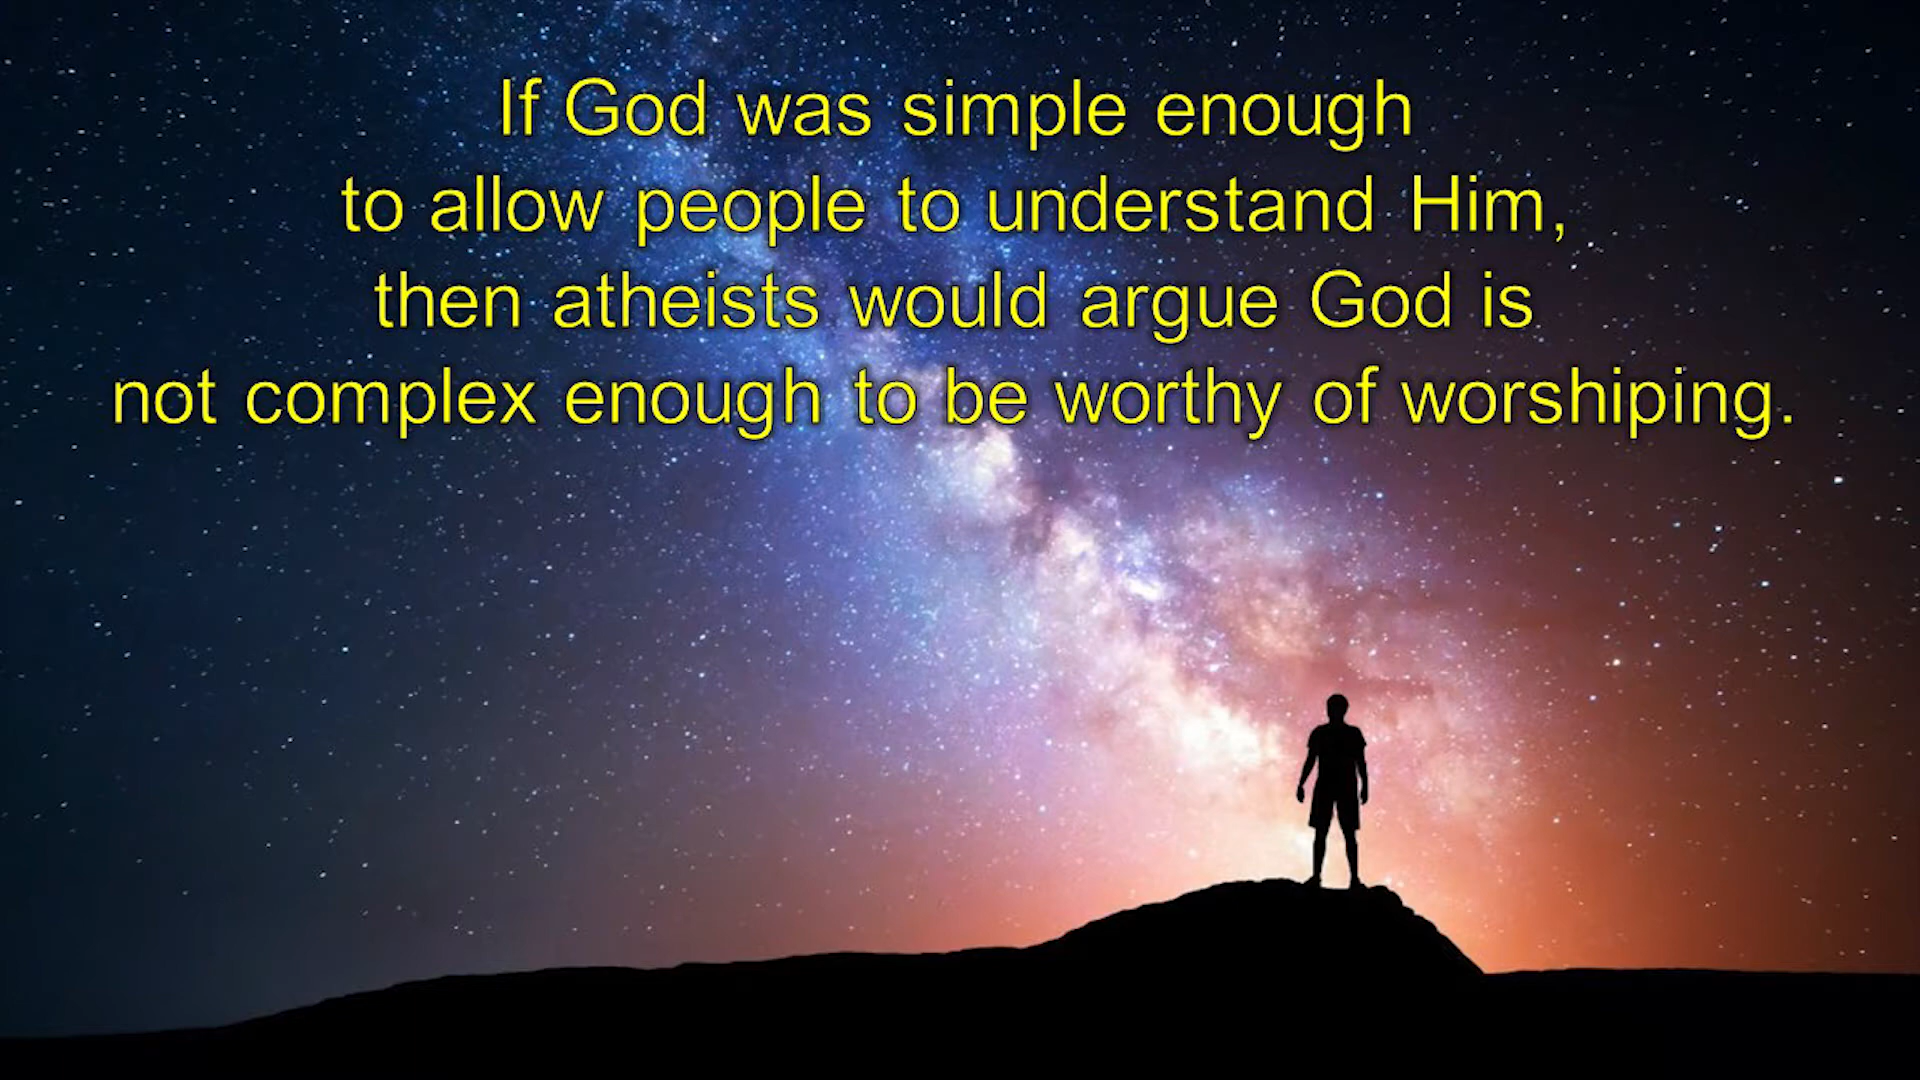 If God was simple enough
to allow people to understand Him,
then atheists would argue God is
not complex enough to be worthy of worshiping.